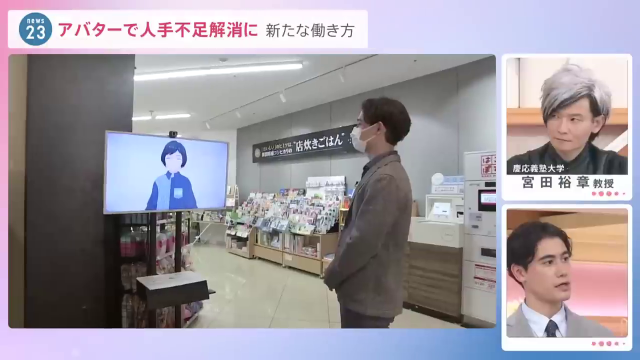 news
23
アバターで人手不足解消に 新たな働き方
"店炊きごはん"
慶応義塾大学
宮田裕章教授